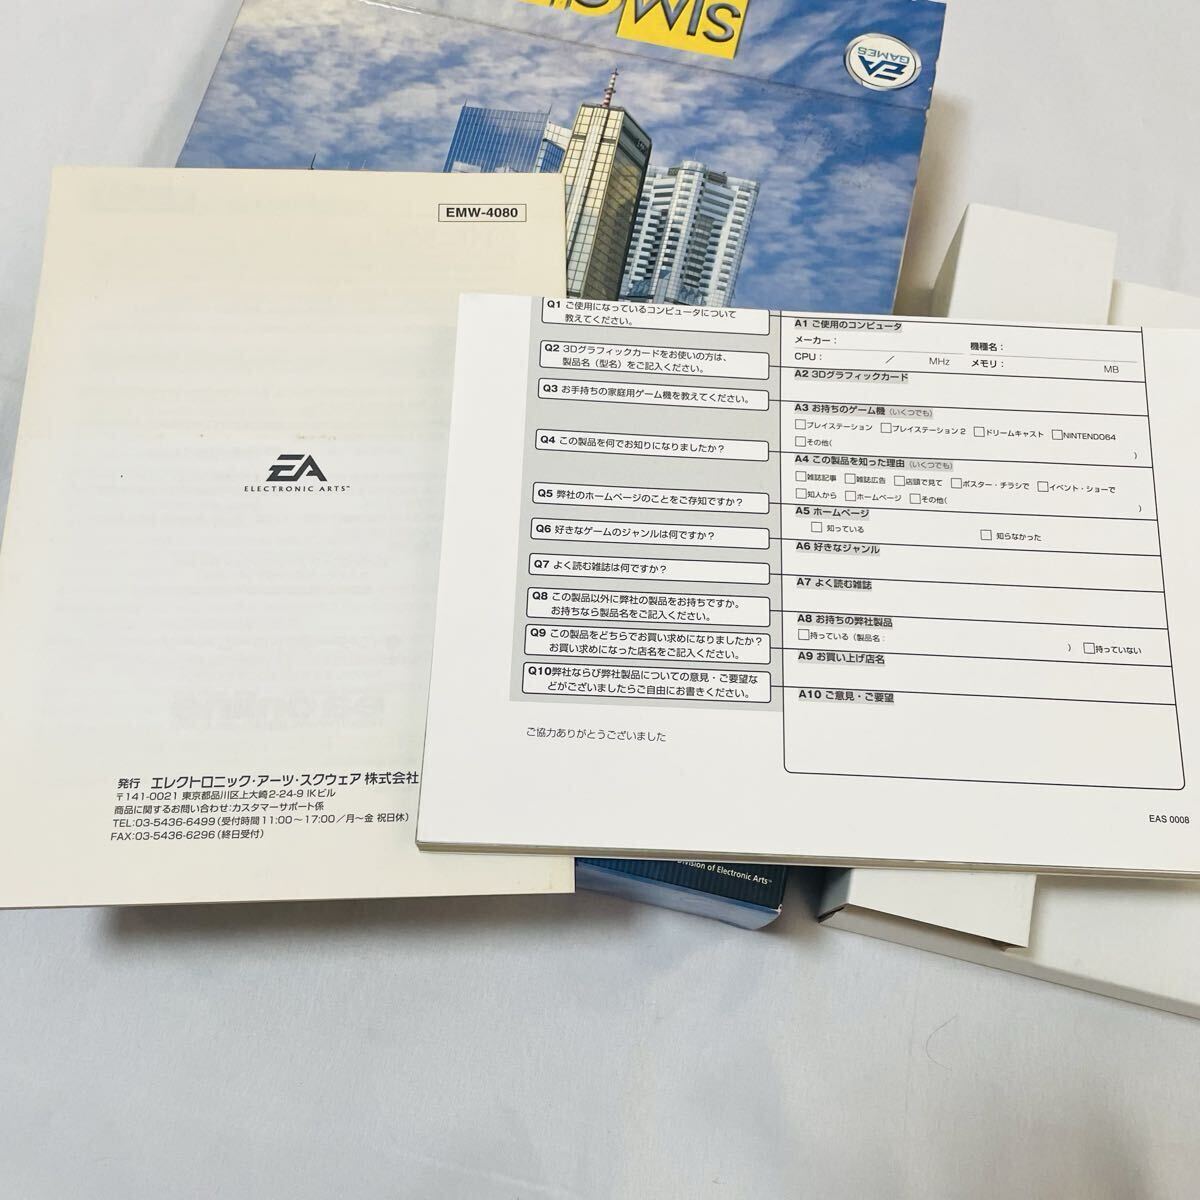 SIM
EA
GAMES
EMW-4080
EA
ELECTRONIC ARTS™
発行 エレクトロニック・アーツ・スクウェア 株式会社
〒141-0021 東京都品川区上大崎2-24-9 IKビル
商品に関するお問い合わせ:カスタマーサポート係
TEL:03-5436-6499(受付時間11:00〜17:00/月〜金 祝日休)
FAX:03-5436-6296(終日受付)
Q1 ご使用になっているコンピュータについて
教えてください。
Q2 3Dグラフィックカードをお使いの方は、
製品名(型名)をご記入ください。
Q3 お手持ちの家庭用ゲーム機を教えてください。
Q4 この製品を何でお知りになりましたか?
Q5 弊社のホームページのことをご存知ですか?
Q6 好きなゲームのジャンルは何ですか?
Q7 よく読む雑誌は何ですか?
Q8 この製品以外に弊社の製品をお持ちですか。
お持ちなら製品名をご記入ください。
Q9 この製品をどちらでお買い求めになりましたか?
お買い求めになった店名をご記入ください。
Q10弊社ならび弊社製品についての意見・ご要望な
どがございましたらご自由にお書きください。
ご協力ありがとうございました
A1 ご使用のコンピュータ
メーカー: 機種名:
CPU: / MHz メモリ: MB
A2 3Dグラフィックカード
A3 お持ちのゲーム機(いくつでも)
□プレイステーション □プレイステーション2 □ドリームキャスト □NINTENDO64
□その他( )
A4 この製品を知った理由(いくつでも)
□雑誌記事 □雑誌広告 □店頭で見て □ポスター・チラシで □イベント・ショーで
□知人から □ホームページ □その他( )
A5 ホームページ
□ 知っている □ 知らなかった
A6 好きなジャンル
A7 よく読む雑誌
A8 お持ちの弊社製品
□持っている(製品名: ) □持っていない
A9 お買い上げ店名
A10 ご意見・ご要望
EAS 0008
Division of Electronic Arts™